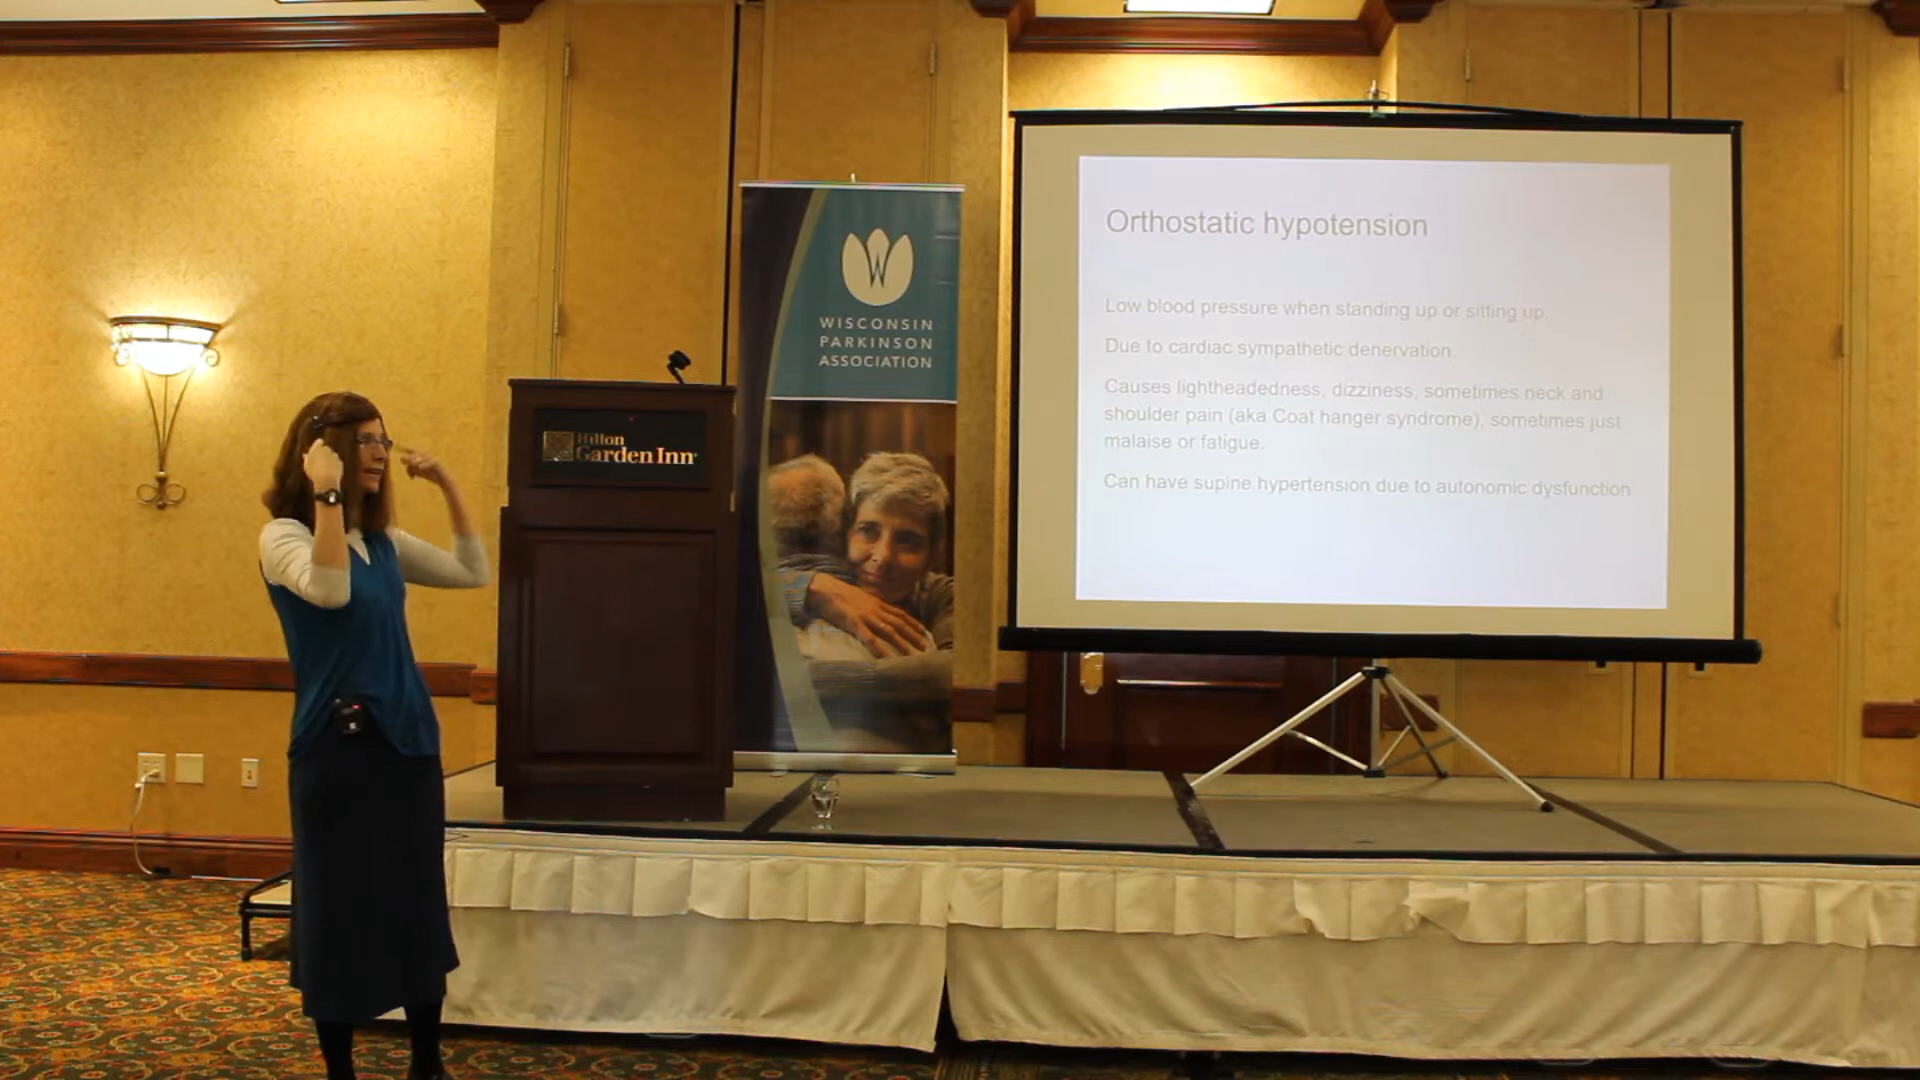 Orthostatic hypotension
Low blood pressure when standing up or sitting up.
Due to cardiac sympathetic denervation.
Causes lightheadedness, dizziness, sometimes neck and
shoulder pain (aka Coat hanger syndrome), sometimes just
malaise or fatigue.
Can have supine hypertension due to autonomic dysfunction
W
WISCONSIN
PARKINSON
ASSOCIATION
Hilton
Garden Inn